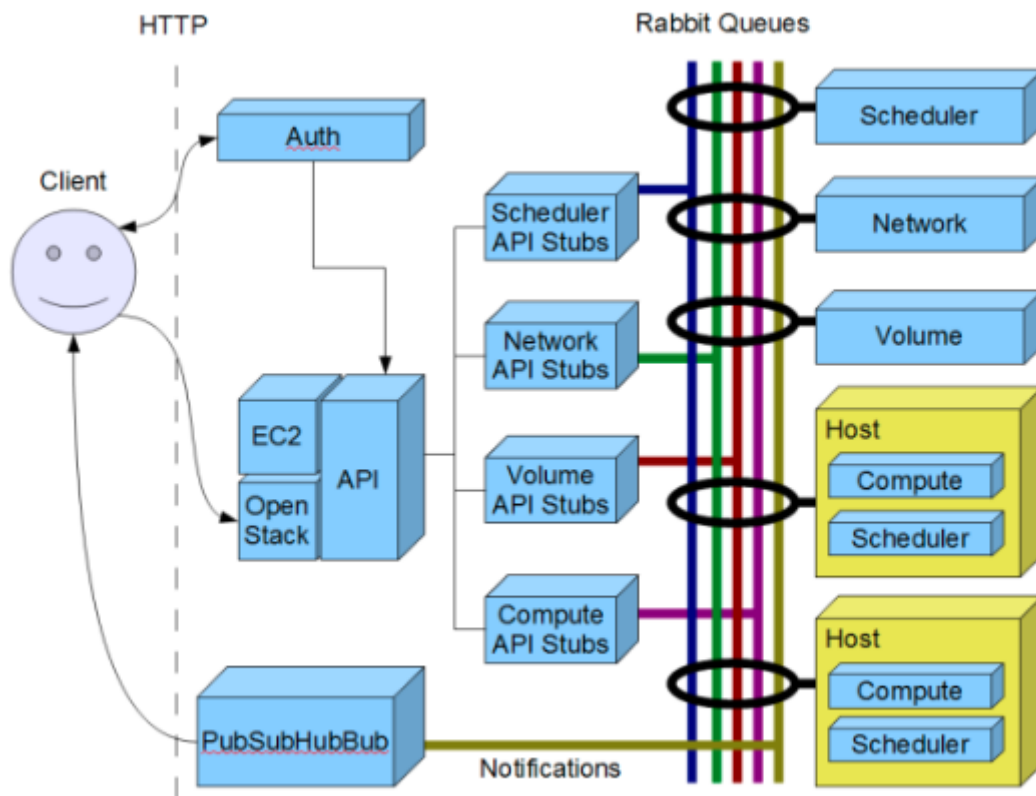 HTTP
Rabbit Queues
Auth
Scheduler
Client
Scheduler
API Stubs
Network
Network
API Stubs
Volume
EC2
API
Open
Stack
Volume
API Stubs
Host
Compute
Scheduler
Compute
API Stubs
Host
Compute
Scheduler
PubSubHubBub
Notifications